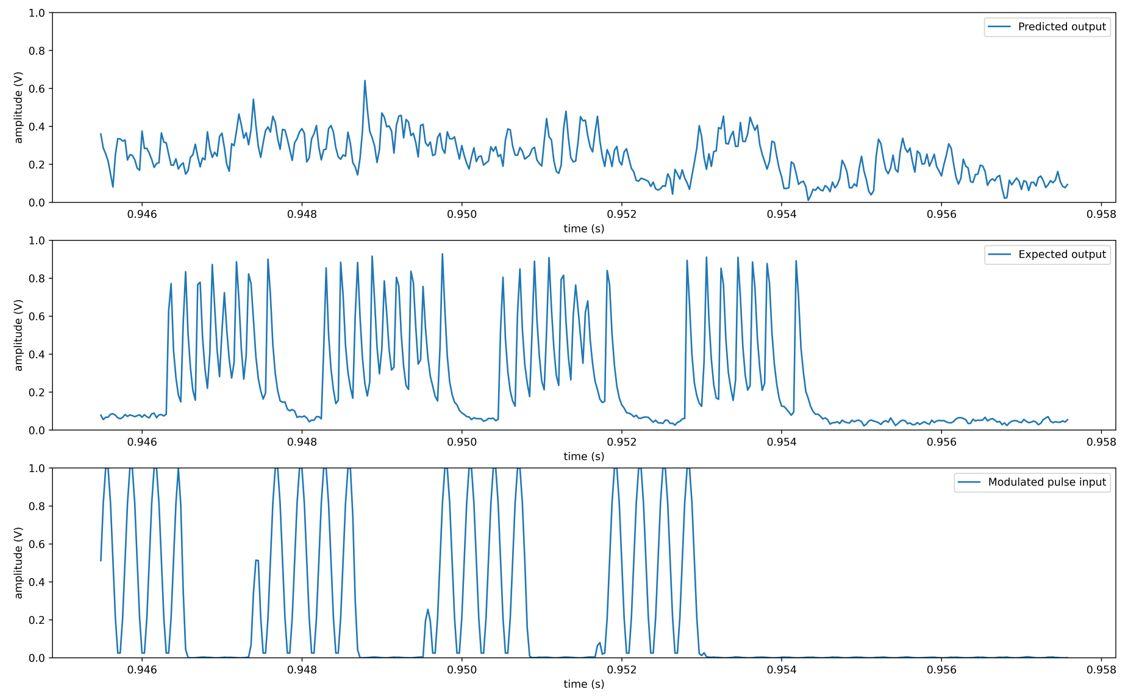 1.0
0.8
0.6
0.4
0.2
0.0
amplitude (V)
Predicted output
0.946 0.948 0.950 0.952 0.954 0.956 0.958
time (s)
1.0
0.8
0.6
0.4
0.2
0.0
amplitude (V)
Expected output
0.946 0.948 0.950 0.952 0.954 0.956 0.958
time (s)
1.0
0.8
0.6
0.4
0.2
0.0
amplitude (V)
Modulated pulse input
0.946 0.948 0.950 0.952 0.954 0.956 0.958
time (s)